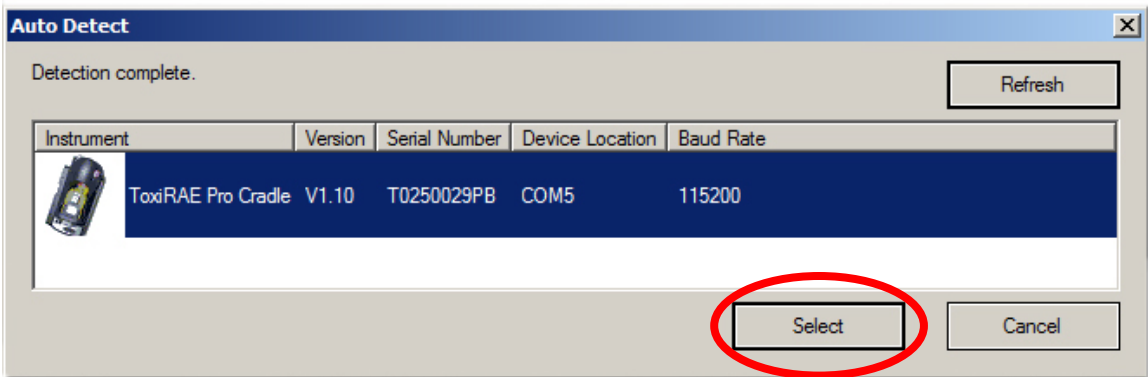 Auto Detect
Detection complete.
Refresh
Instrument Version Serial Number Device Location Baud Rate
ToxiRAE Pro Cradle V1.10 T0250029PB COM5 115200
Select Cancel